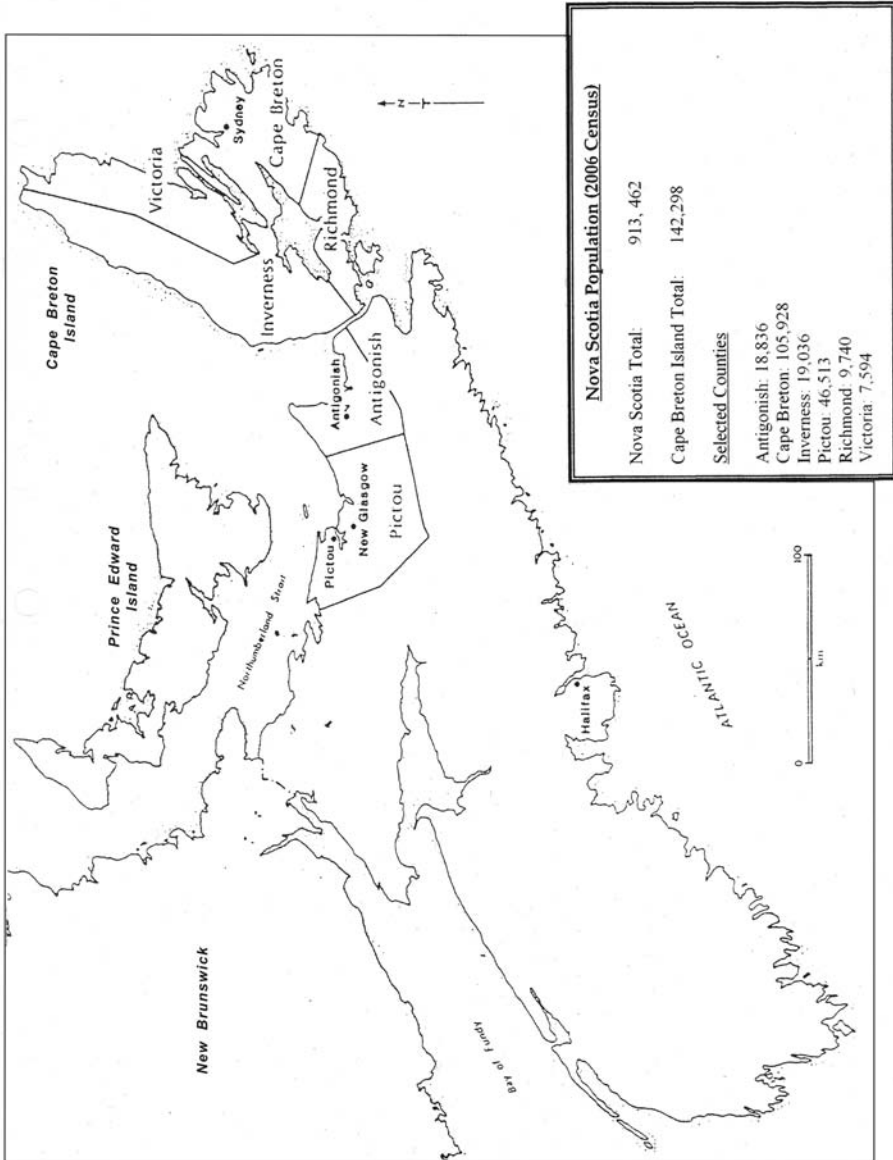 Cape Breton
Island
Prince Edward
Island
New Brunswick
Victoria
Sydney
Cape Breton
Inverness
Richmond
Antigonish
Antigonish
Pictou
New Glasgow
Pictou
Northumberland Strait
Bay of Fundy
Halifax
ATLANTIC OCEAN
N
0
100
km
Nova Scotia Population (2006 Census)
Nova Scotia Total: 913, 462
Cape Breton Island Total: 142,298
Selected Counties
Antigonish: 18,836
Cape Breton: 105,928
Inverness: 19,036
Pictou: 46,513
Richmond: 9,740
Victoria: 7,594